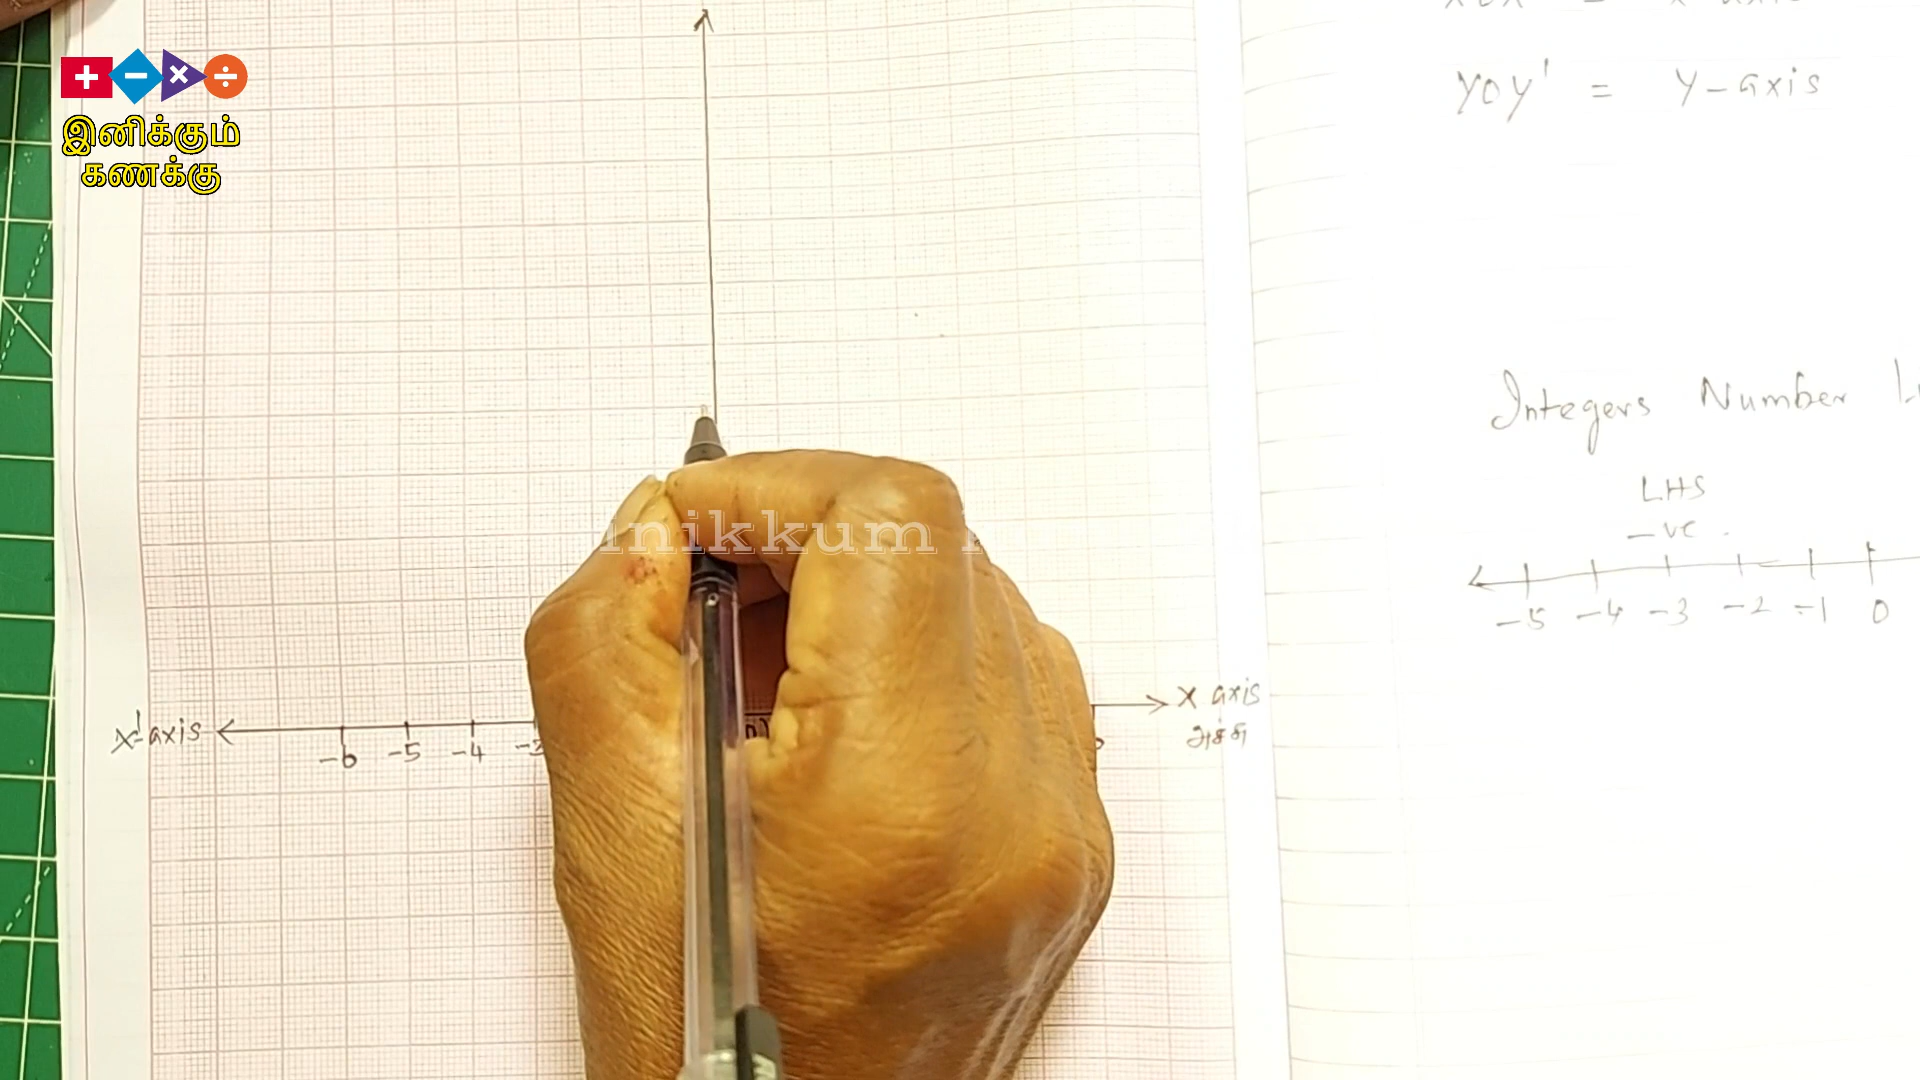 இனிக்கும்
கணக்கு
YOY' = Y-axis
Integers Number
LHS
-ve
-5 -4 -3 -2 -1 0
inikkum
X'-axis
-6 -5 -4
X axis
அச்சு